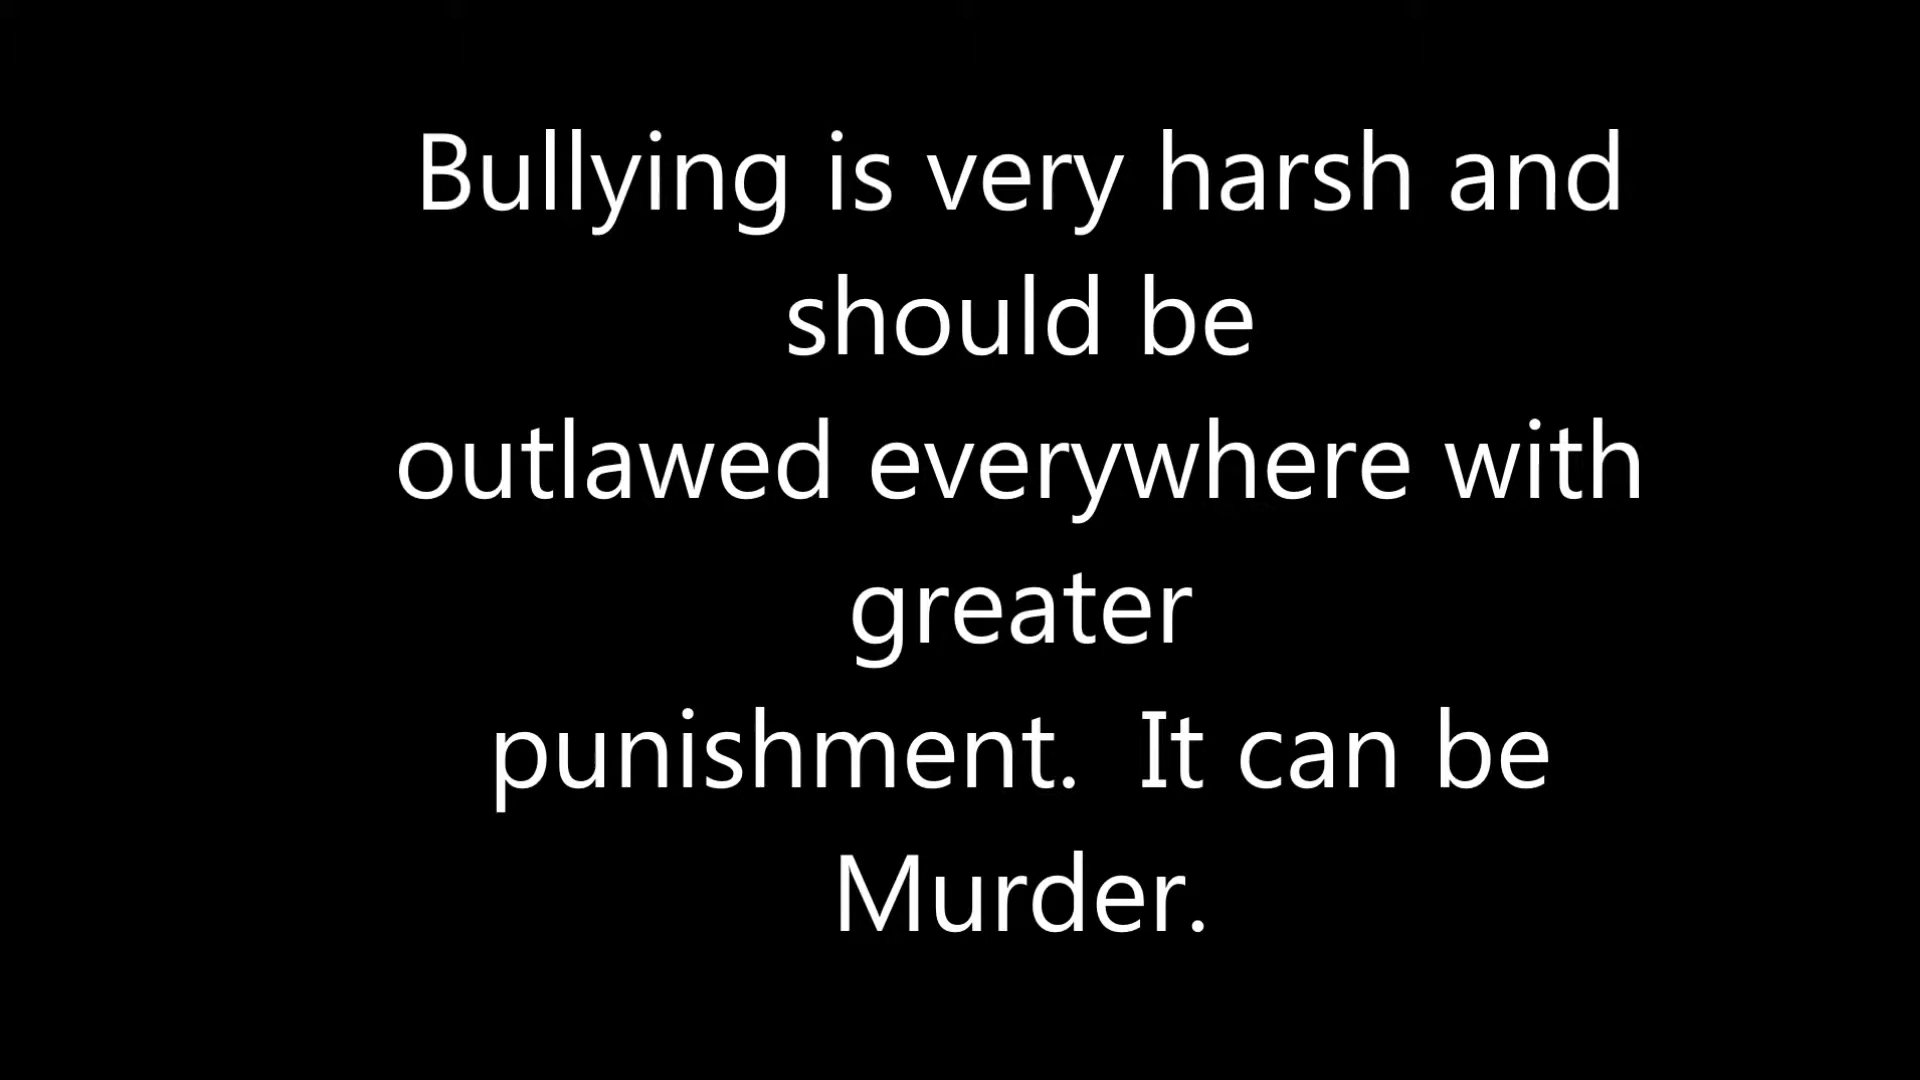 Bullying is very harsh and
should be
outlawed everywhere with
greater
punishment.  It can be
Murder.